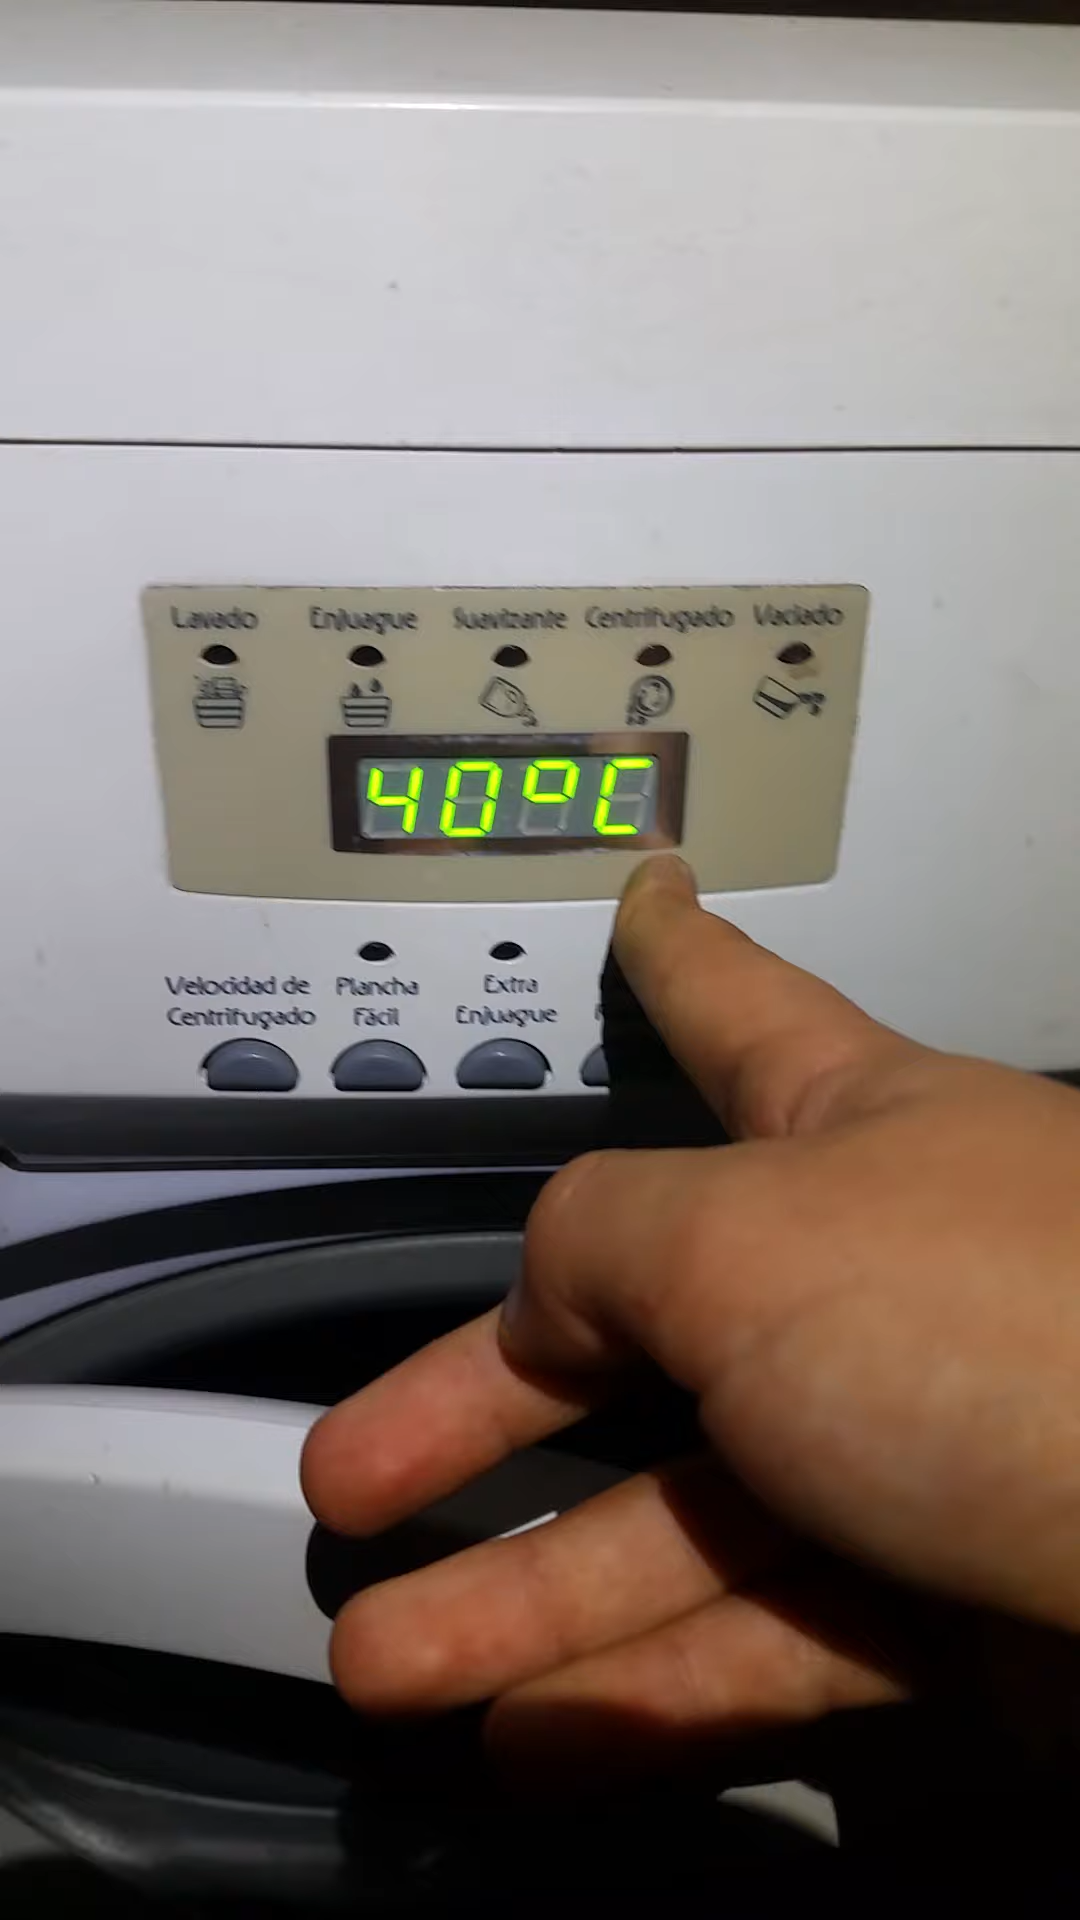 Lavado Enjuague Suavizante Centrifugado Vaciado
40°C
Velocidad de Centrifugado
Plancha Fácil
Extra Enjuague